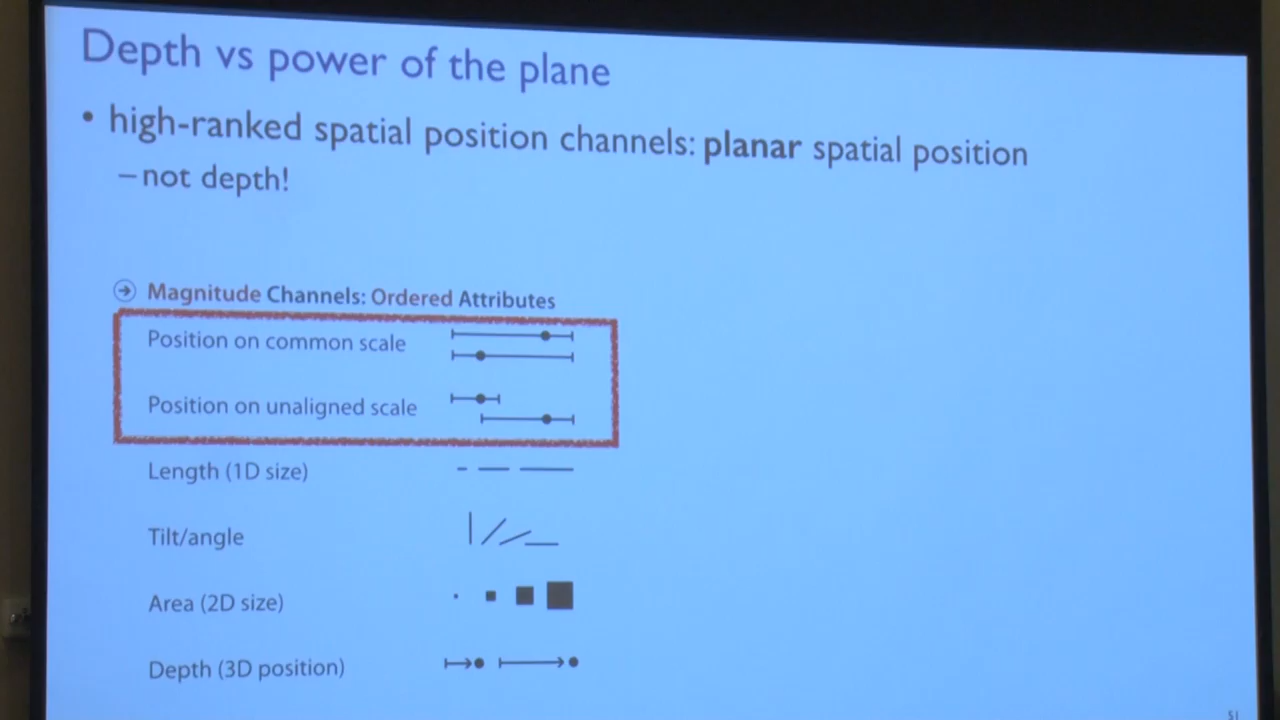 Depth vs power of the plane
• high-ranked spatial position channels: planar spatial position
– not depth!
Magnitude Channels: Ordered Attributes
Position on common scale
Position on unaligned scale
Length (1D size)
Tilt/angle
Area (2D size)
Depth (3D position)
51